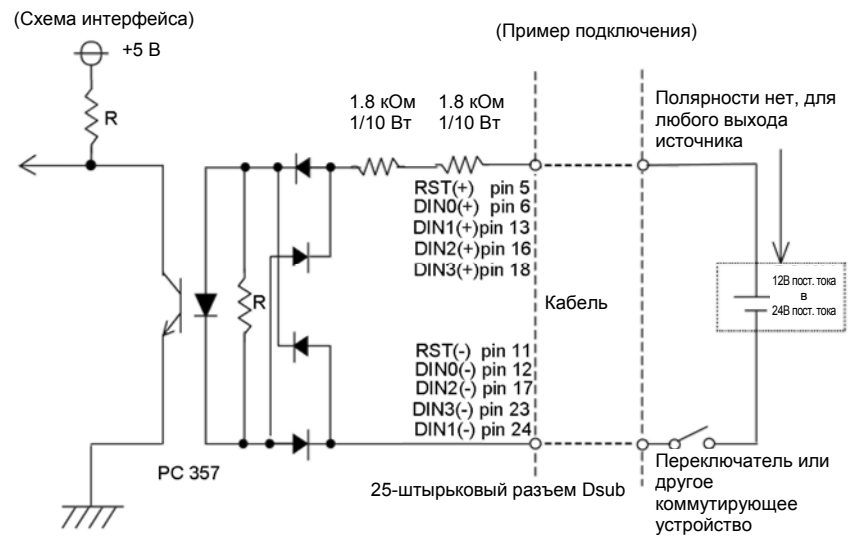 (Схема интерфейса)
+5 В
R
(Пример подключения)
1.8 кОм
1/10 Вт
1.8 кОм
1/10 Вт
Полярности нет, для
любого выхода
источника
RST(+) pin 5
DIN0(+) pin 6
DIN1(+)pin 13
DIN2(+)pin 16
DIN3(+)pin 18
R
Кабель
12В пост. тока
в
24В пост. тока
RST(-) pin 11
DIN0(-) pin 12
DIN2(-) pin 17
DIN3(-) pin 23
DIN1(-) pin 24
PC 357
25-штырьковый разъем Dsub
Переключатель или
другое
коммутирующее
устройство